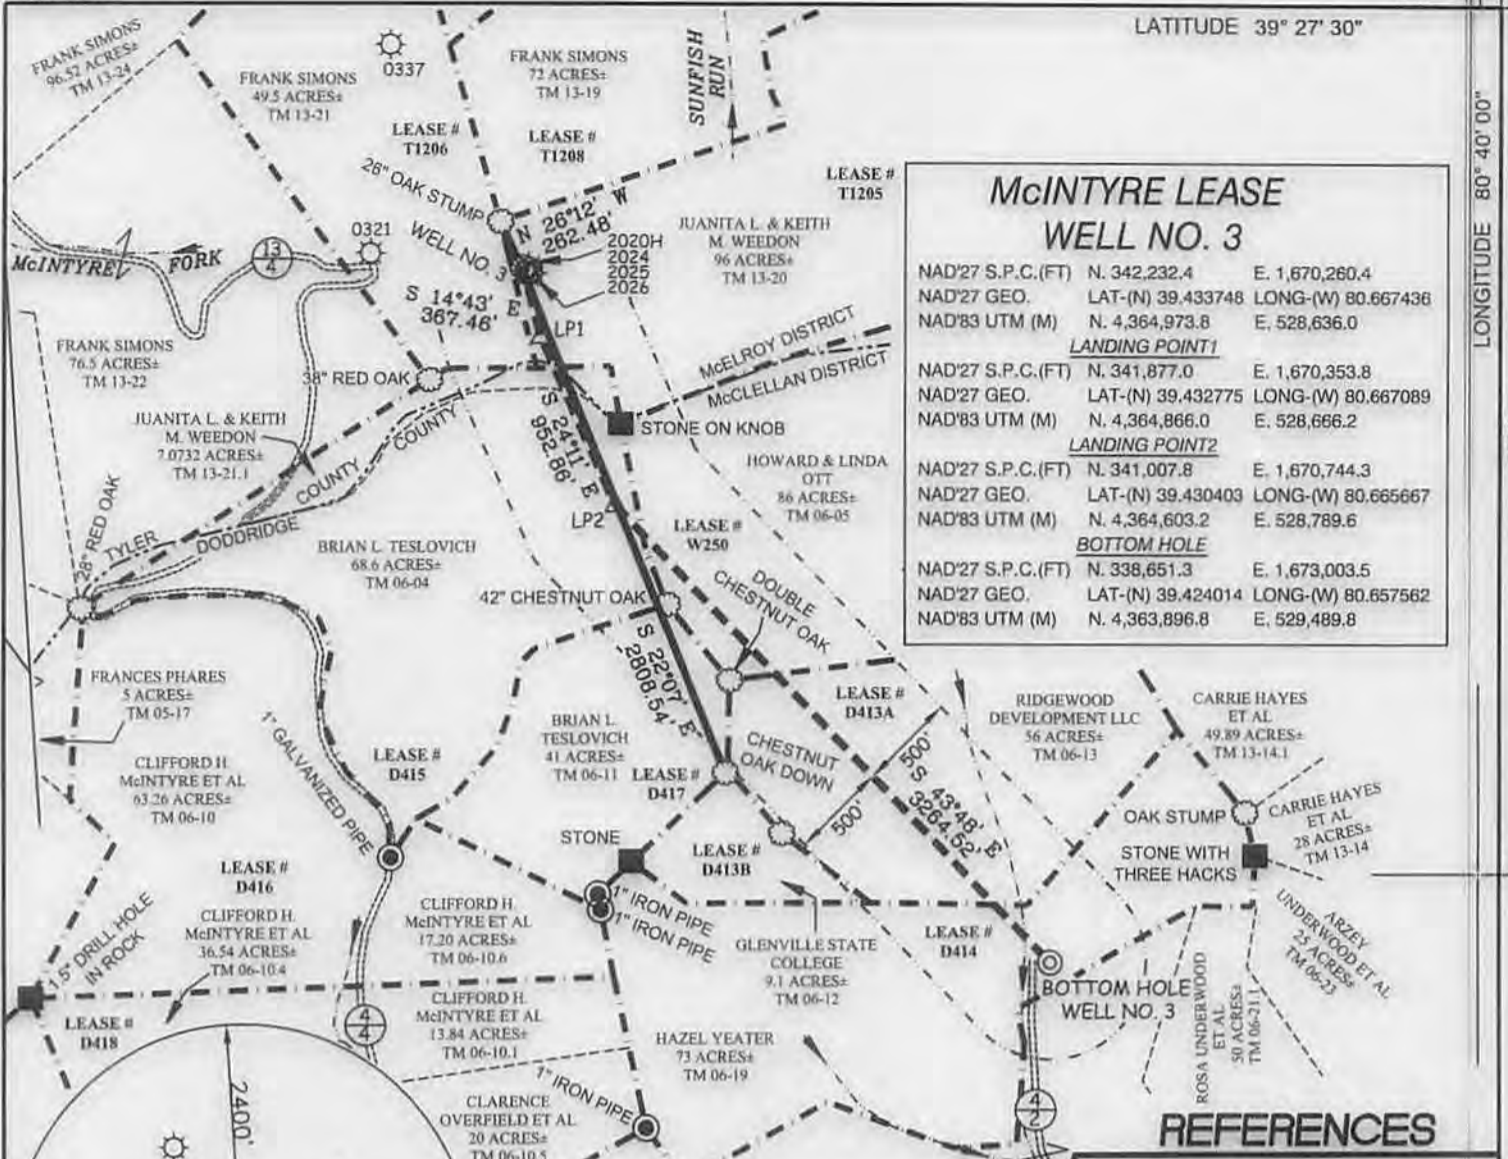 LATITUDE 39° 27' 30"
LONGITUDE 80° 40' 00"
FRANK SIMONS
96.52 ACRES±
TM 13-24
FRANK SIMONS
49.5 ACRES±
TM 13-21
0337
FRANK SIMONS
72 ACRES±
TM 13-19
SUNFISH
RUN
LEASE #
T1206
LEASE #
T1208
LEASE #
T1205
26" OAK STUMP
N 26°12' W
262.48'
WELL NO. 3
2020H
2024
2025
2026
JUANITA L. & KEITH
M. WEEDON
96 ACRES±
TM 13-20
0321
13
4
McINTYRE
FORK
S 14°43' E
367.46'
LP1
FRANK SIMONS
76.5 ACRES±
TM 13-22
38" RED OAK
McELROY DISTRICT
McCLELLAN DISTRICT
JUANITA L. & KEITH
M. WEEDON
7.0732 ACRES±
TM 13-21.1
COUNTY
COUNTY
TYLER
DODDRIDGE
STONE ON KNOB
S 24°11' E
952.86'
LP2
HOWARD & LINDA
OTT
86 ACRES±
TM 06-05
LEASE #
W250
28" RED OAK
BRIAN L. TESLOVICH
68.6 ACRES±
TM 06-04
42" CHESTNUT OAK
DOUBLE
CHESTNUT OAK
S 22°07' E
2808.54'
McINTYRE LEASE
WELL NO. 3
NAD'27 S.P.C.(FT) N. 342,232.4 E. 1,670,260.4
NAD'27 GEO. LAT-(N) 39.433748 LONG-(W) 80.667436
NAD'83 UTM (M) N. 4,364,973.8 E. 528,636.0
LANDING POINT1
NAD'27 S.P.C.(FT) N. 341,877.0 E. 1,670,353.8
NAD'27 GEO. LAT-(N) 39.432775 LONG-(W) 80.667089
NAD'83 UTM (M) N. 4,364,866.0 E. 528,666.2
LANDING POINT2
NAD'27 S.P.C.(FT) N. 341,007.8 E. 1,670,744.3
NAD'27 GEO. LAT-(N) 39.430403 LONG-(W) 80.665667
NAD'83 UTM (M) N. 4,364,603.2 E. 528,789.6
BOTTOM HOLE
NAD'27 S.P.C.(FT) N. 338,651.3 E. 1,673,003.5
NAD'27 GEO. LAT-(N) 39.424014 LONG-(W) 80.657562
NAD'83 UTM (M) N. 4,363,896.8 E. 529,489.8
FRANCES PHARES
5 ACRES±
TM 05-17
CLIFFORD H.
McINTYRE ET AL
63.26 ACRES±
TM 06-10
1" GALVANIZED PIPE
LEASE #
D415
BRIAN L.
TESLOVICH
41 ACRES±
TM 06-11
LEASE #
D417
CHESTNUT
OAK DOWN
LEASE #
D413A
500'
500'
S 43°48' E
3264.52'
RIDGEWOOD
DEVELOPMENT LLC
56 ACRES±
TM 06-13
CARRIE HAYES
ET AL
49.89 ACRES±
TM 13-14.1
OAK STUMP
CARRIE HAYES
ET AL
28 ACRES±
TM 13-14
STONE WITH
THREE HACKS
STONE
LEASE #
D413B
LEASE #
D416
1.5" DRILL HOLE
IN ROCK
CLIFFORD H.
McINTYRE ET AL
36.54 ACRES±
TM 06-10.4
CLIFFORD H.
McINTYRE ET AL
17.20 ACRES±
TM 06-10.6
1" IRON PIPE
1" IRON PIPE
GLENVILLE STATE
COLLEGE
9.1 ACRES±
TM 06-12
LEASE #
D414
ARZEY
UNDERWOOD ET AL
25 ACRES±
TM 06-23
BOTTOM HOLE
WELL NO. 3
ROSA UNDERWOOD
ET AL
50 ACRES±
TM 06-21.1
LEASE #
D418
4
4
CLIFFORD H.
McINTYRE ET AL
13.84 ACRES±
TM 06-10.1
HAZEL YEATER
73 ACRES±
TM 06-19
2400'
CLARENCE
OVERFIELD ET AL
20 ACRES±
TM 06-10.5
1" IRON PIPE
4
2
REFERENCES